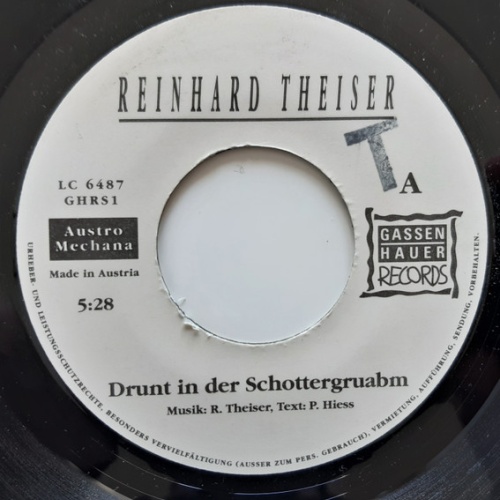 REINHARD THEISER
T
A
LC 6487
GHRS1
Austro
Mechana
Made in Austria
5:28
GASSEN
HAUER
RECORDS
Drunt in der Schottergruabm
Musik: R. Theiser, Text: P. Hiess
URHEBER- UND LEISTUNGSSCHUTZRECHTE, BESONDERS VERVIELFÄLTIGUNG (AUSSER ZUM PERS. GEBRAUCH), VERMIETUNG, AUFFÜHRUNG, SENDUNG, VORBEHALTEN.